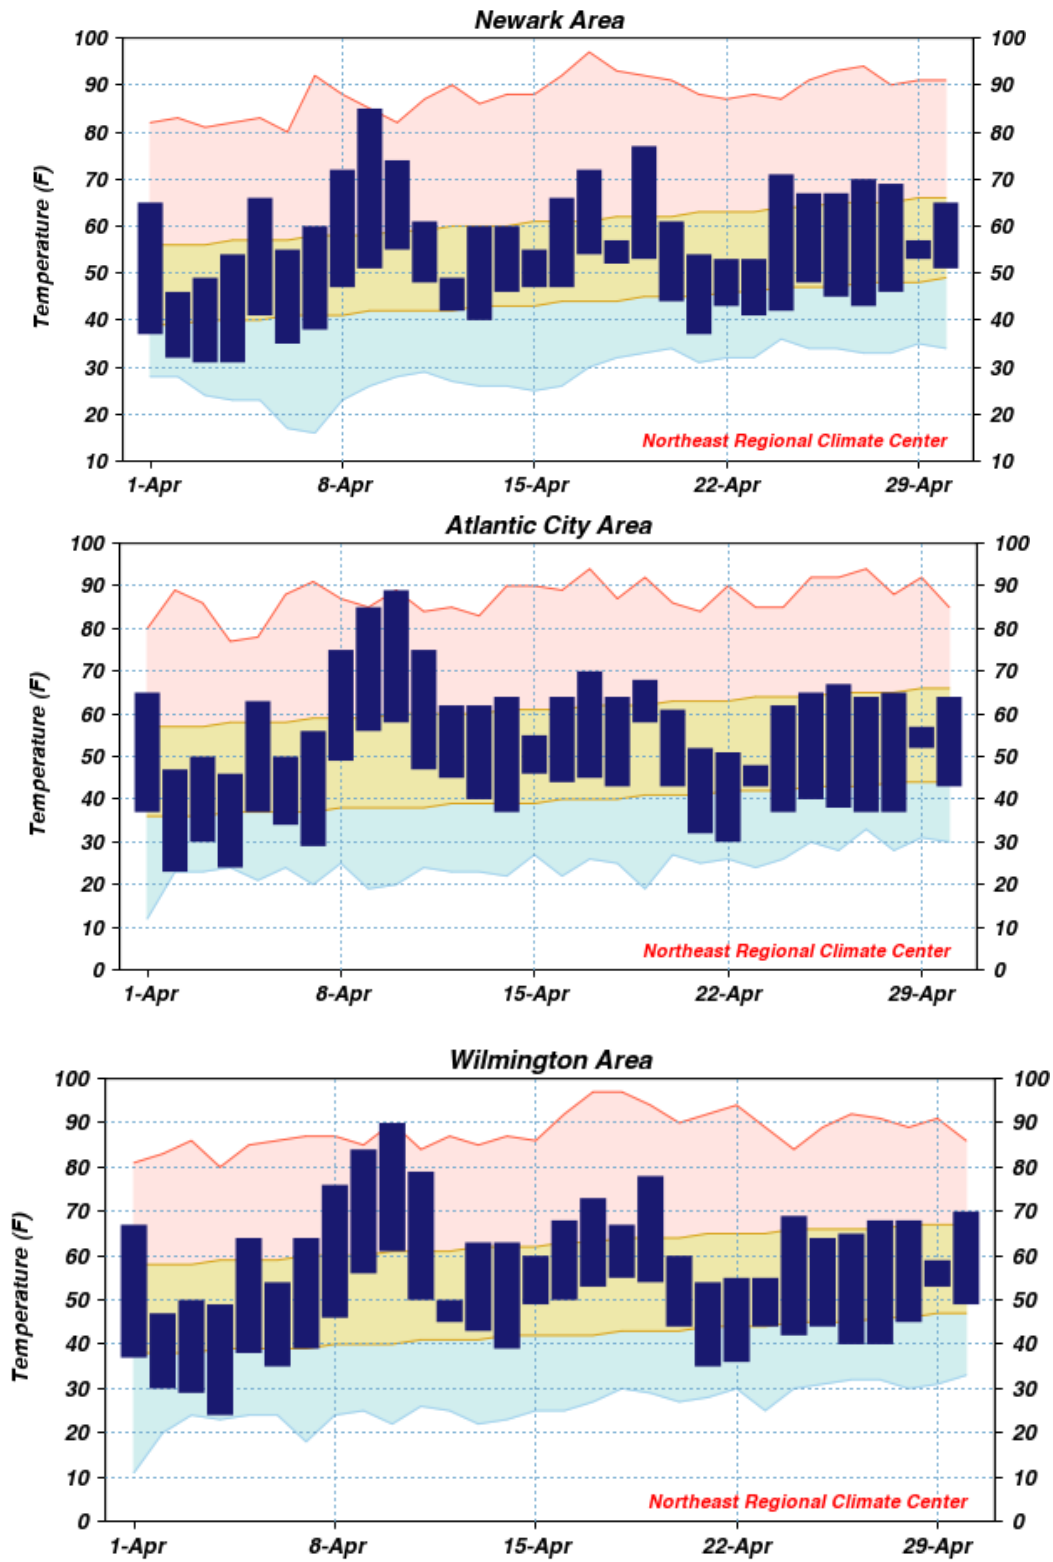 Newark Area
100 100
90 90
80 80
70 70
60 60
50 50
40 40
30 30
20 20
10 10
Temperature (F)
Northeast Regional Climate Center
1-Apr 8-Apr 15-Apr 22-Apr 29-Apr
Atlantic City Area
100 100
90 90
80 80
70 70
60 60
50 50
40 40
30 30
20 20
10 10
0 0
Temperature (F)
Northeast Regional Climate Center
1-Apr 8-Apr 15-Apr 22-Apr 29-Apr
Wilmington Area
100 100
90 90
80 80
70 70
60 60
50 50
40 40
30 30
20 20
10 10
0 0
Temperature (F)
Northeast Regional Climate Center
1-Apr 8-Apr 15-Apr 22-Apr 29-Apr